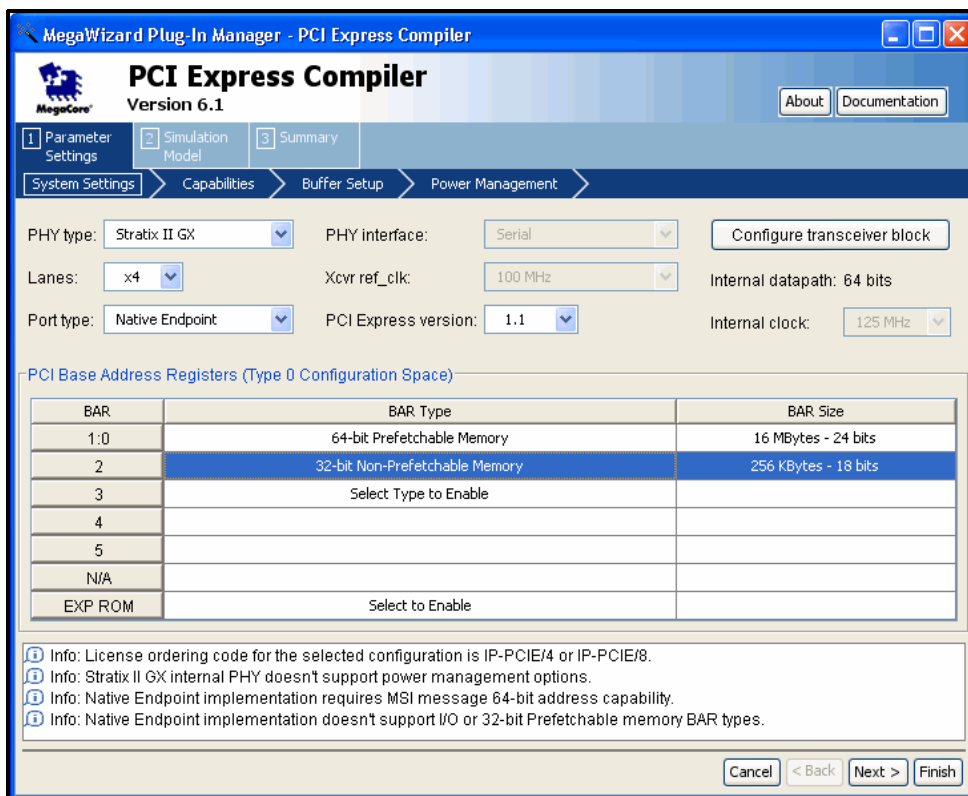 MegaWizard Plug-In Manager - PCI Express Compiler
MegaCore®
PCI Express Compiler
Version 6.1
About Documentation
1 Parameter Settings
2 Simulation Model
3 Summary
System Settings Capabilities Buffer Setup Power Management
PHY type: Stratix II GX PHY interface: Serial Configure transceiver block
Lanes: x4 Xcvr ref_clk: 100 MHz Internal datapath: 64 bits
Port type: Native Endpoint PCI Express version: 1.1 Internal clock: 125 MHz
PCI Base Address Registers (Type 0 Configuration Space)
BAR BAR Type BAR Size
1:0 64-bit Prefetchable Memory 16 MBytes - 24 bits
2 32-bit Non-Prefetchable Memory 256 KBytes - 18 bits
3 Select Type to Enable
4
5
N/A
EXP ROM Select to Enable
Info: License ordering code for the selected configuration is IP-PCIE/4 or IP-PCIE/8.
Info: Stratix II GX internal PHY doesn't support power management options.
Info: Native Endpoint implementation requires MSI message 64-bit address capability.
Info: Native Endpoint implementation doesn't support I/O or 32-bit Prefetchable memory BAR types.
Cancel < Back Next > Finish